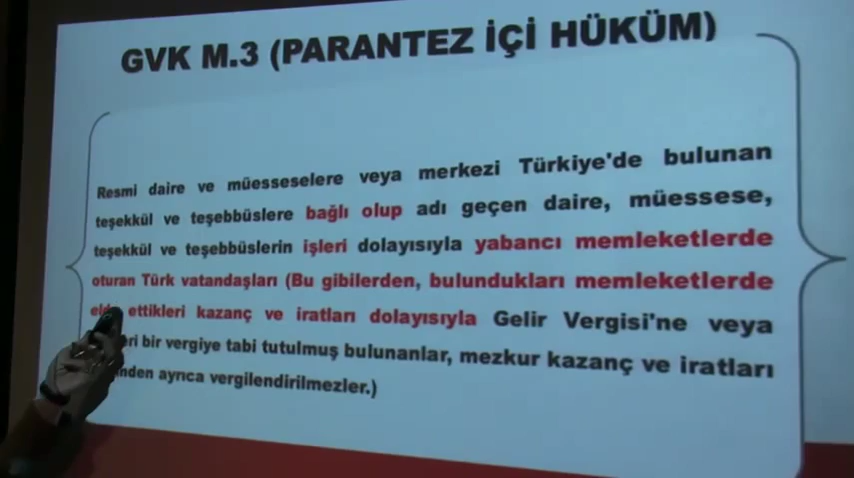 GVK M.3 (PARANTEZ İÇİ HÜKÜM)
Resmi daire ve müesseselere veya merkezi Türkiye'de bulunan
teşekkül ve teşebbüslere bağlı olup adı geçen daire, müessese,
teşekkül ve teşebbüslerin işleri dolayısıyla yabancı memleketlerde
oturan Türk vatandaşları (Bu gibilerden, bulundukları memleketlerde
ettikleri kazanç ve iratları dolayısıyla Gelir Vergisi'ne veya
bir vergiye tabi tutulmuş bulunanlar, mezkur kazanç ve iratları
ayrıca vergilendirilmezler.)